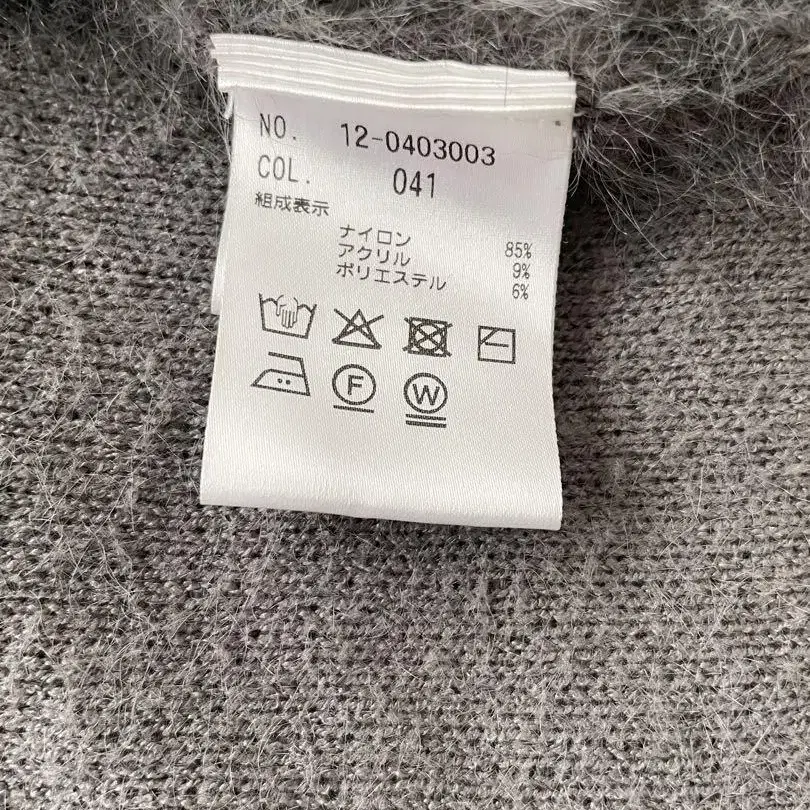 NO. 12-0403003
COL. 041
組成表示
ナイロン 85%
アクリル 9%
ポリエステル 6%
F W